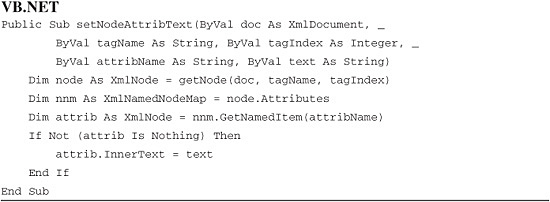 VB.NET
Public Sub setNodeAttribText(ByVal doc As XmlDocument, _
        ByVal tagName As String, ByVal tagIndex As Integer, _
        ByVal attribName As String, ByVal text As String)
    Dim node As XmlNode = getNode(doc, tagName, tagIndex)
    Dim nnm As XmlNamedNodeMap = node.Attributes
    Dim attrib As XmlNode = nnm.GetNamedItem(attribName)
    If Not (attrib Is Nothing) Then
        attrib.InnerText = text
    End If
End Sub